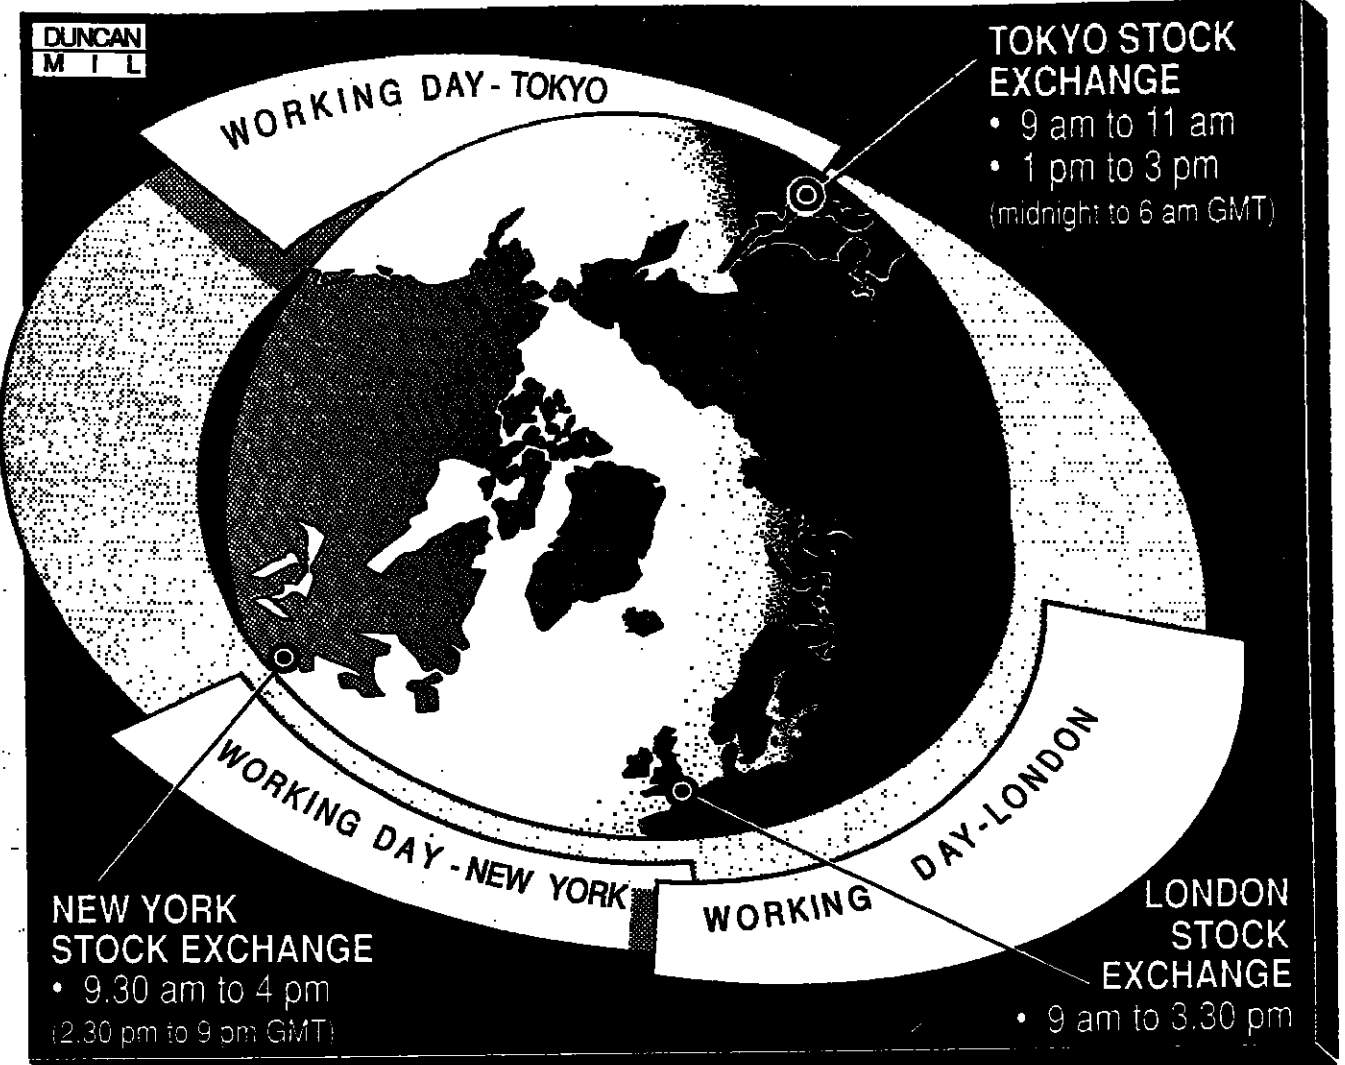 DUNCAN
MIL
WORKING DAY - TOKYO
TOKYO STOCK
EXCHANGE
• 9 am to 11 am
• 1 pm to 3 pm
(midnight to 6 am GMT)
WORKING DAY - NEW YORK
WORKING DAY - LONDON
NEW YORK
STOCK EXCHANGE
• 9.30 am to 4 pm
(2.30 pm to 9 pm GMT)
LONDON
STOCK
EXCHANGE
• 9 am to 3.30 pm